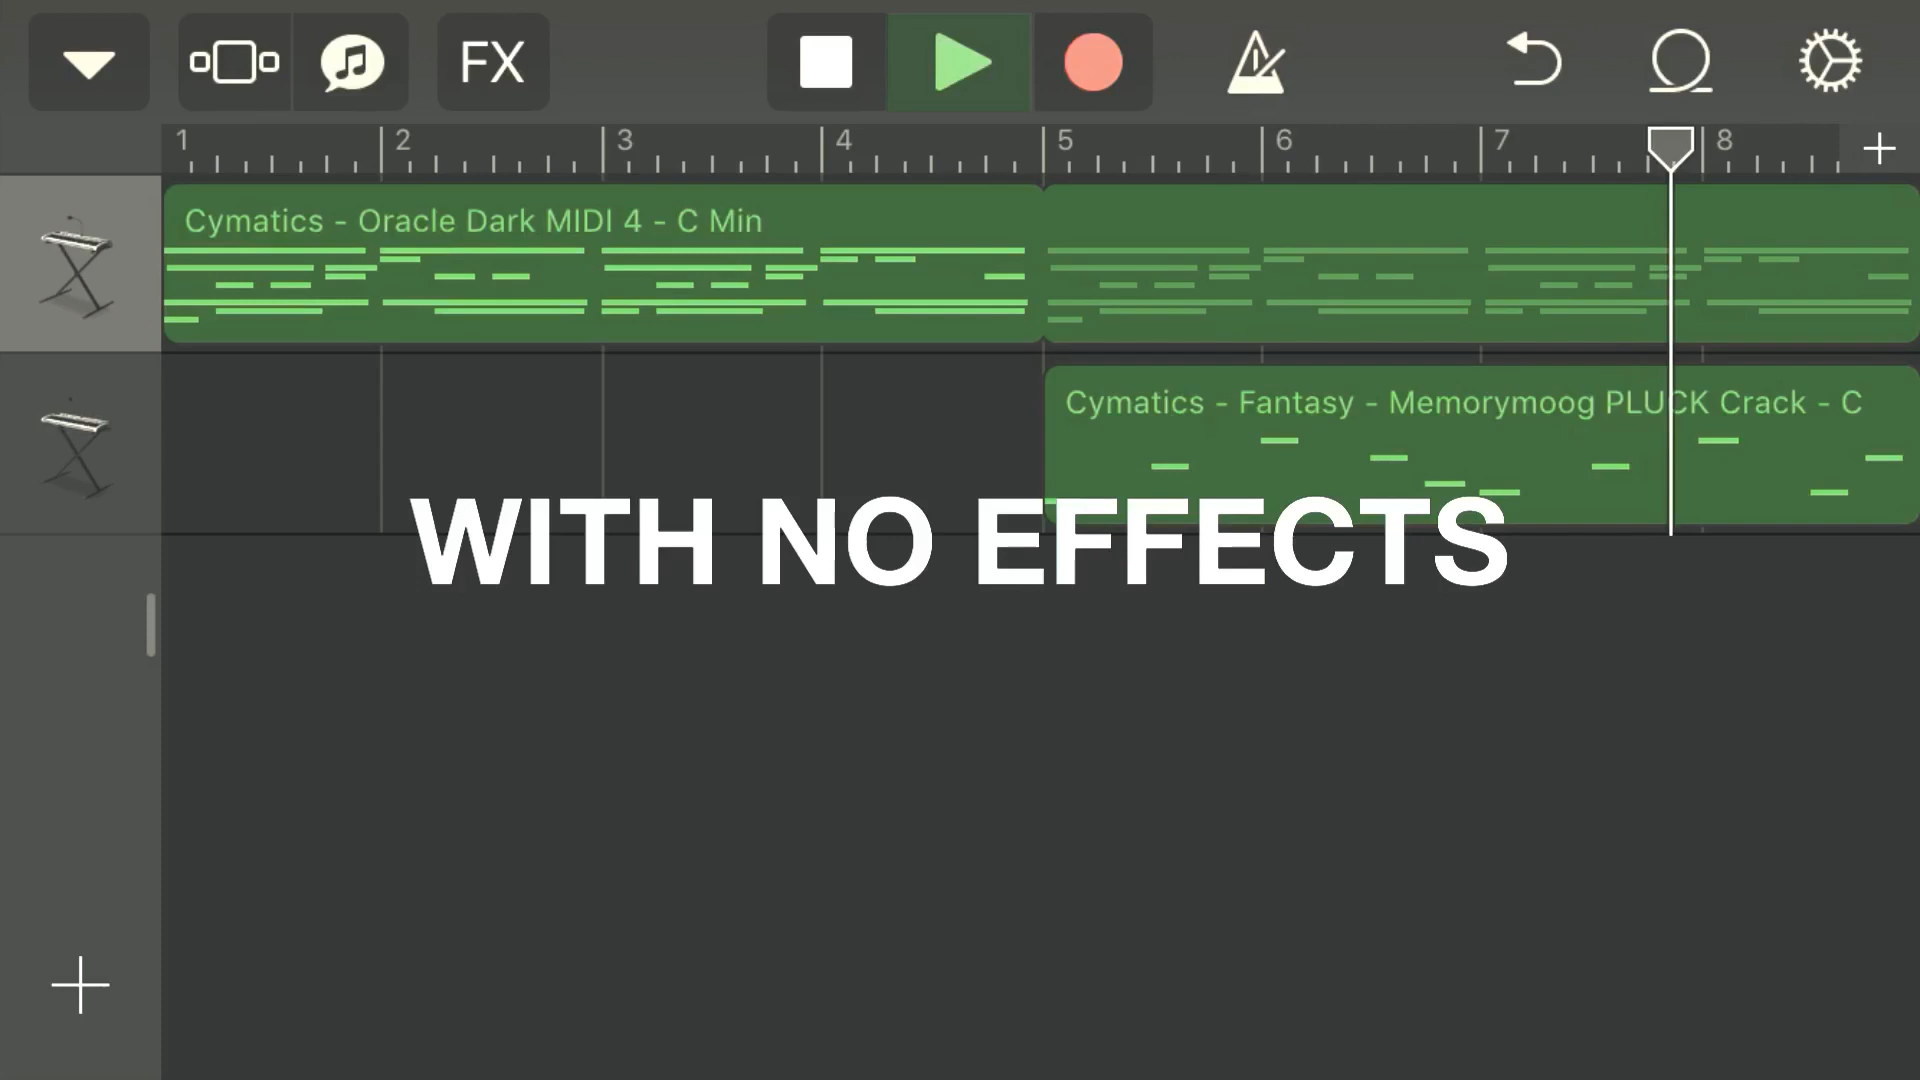 FX
1 2 3 4 5 6 7 8
Cymatics - Oracle Dark MIDI 4 - C Min
Cymatics - Fantasy - Memorymoog PLUCK Crack - C
WITH NO EFFECTS